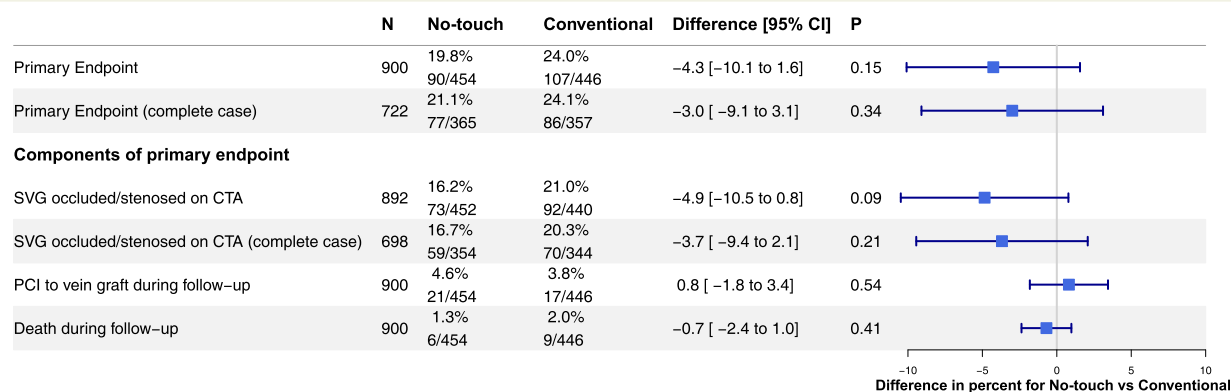 N No-touch Conventional Difference [95% CI] P
Primary Endpoint 900 19.8% 90/454 24.0% 107/446 −4.3 [−10.1 to 1.6] 0.15
Primary Endpoint (complete case) 722 21.1% 77/365 24.1% 86/357 −3.0 [ −9.1 to 3.1] 0.34
Components of primary endpoint
SVG occluded/stenosed on CTA 892 16.2% 73/452 21.0% 92/440 −4.9 [−10.5 to 0.8] 0.09
SVG occluded/stenosed on CTA (complete case) 698 16.7% 59/354 20.3% 70/344 −3.7 [ −9.4 to 2.1] 0.21
PCI to vein graft during follow−up 900 4.6% 21/454 3.8% 17/446 0.8 [ −1.8 to 3.4] 0.54
Death during follow−up 900 1.3% 6/454 2.0% 9/446 −0.7 [ −2.4 to 1.0] 0.41
−10 −5 0 5 10
Difference in percent for No−touch vs Conventional